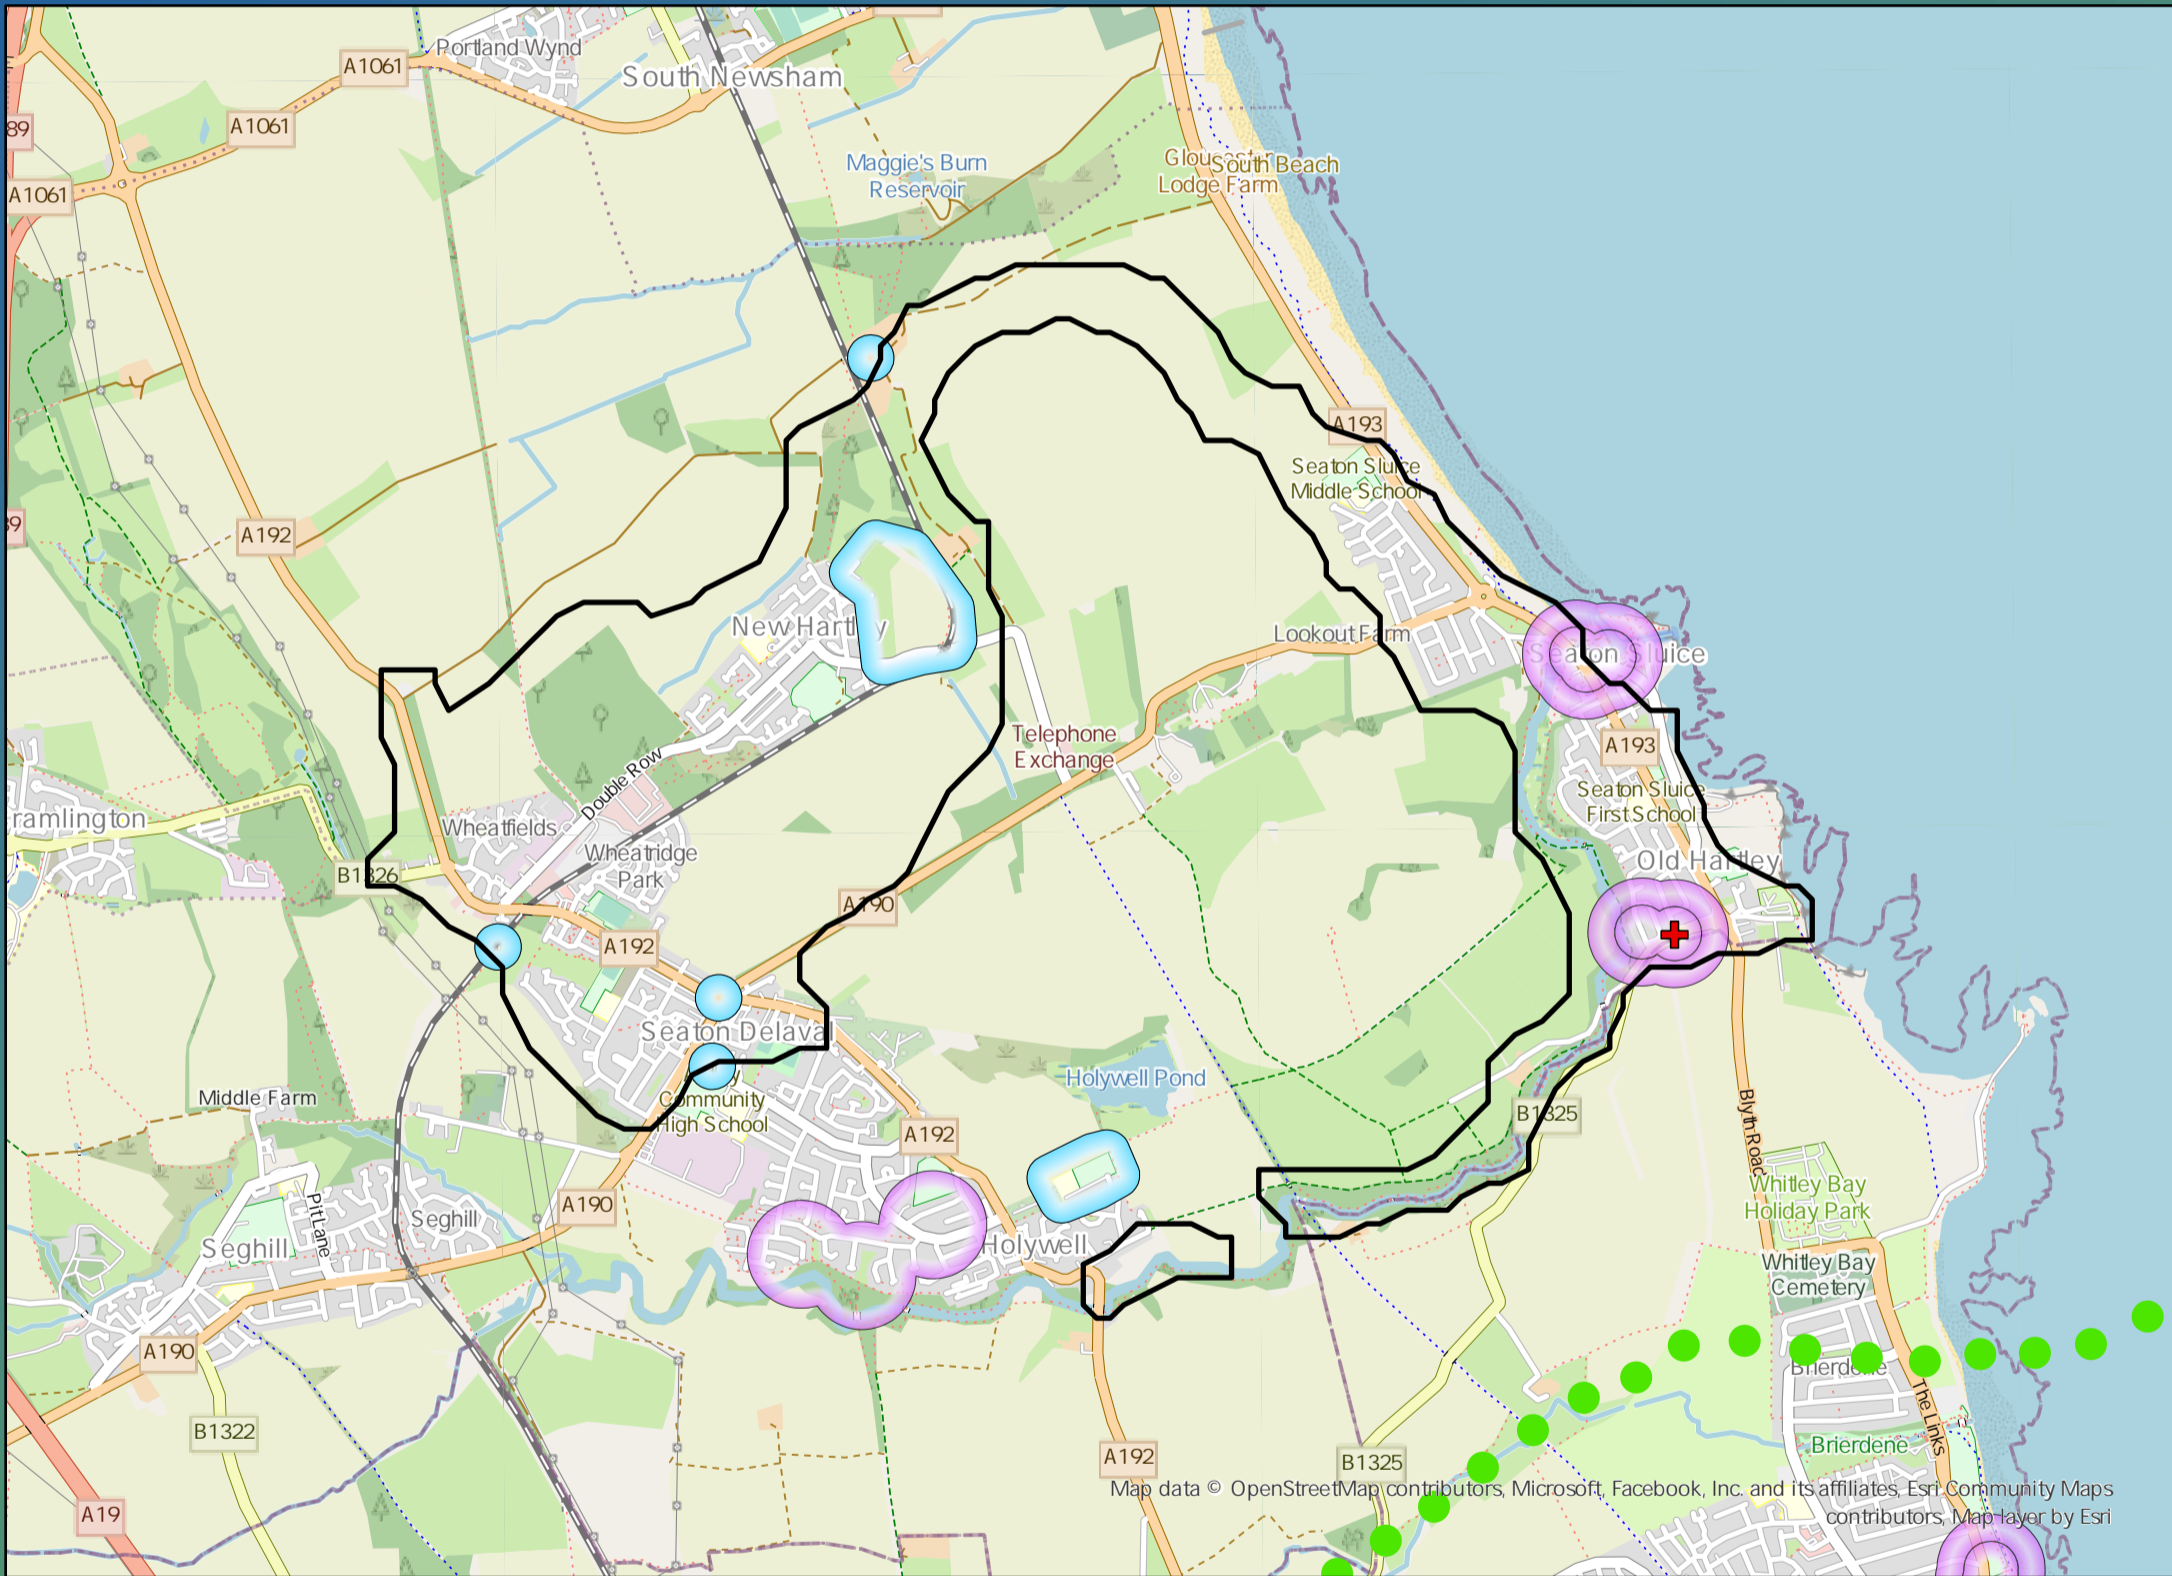 Portland Wynd
A1061
South Newsham
A1061
89
A1061
Maggie's Burn
Reservoir
South Beach
Lodge Farm
A193
Seaton Sluice
Middle School
A192
New Hartley
Lookout Farm
Seaton Sluice
Telephone
Exchange
A193
Double Row
Seaton Sluice
First School
ramlington
Wheatfields
Wheatridge
Park
Old Hartley
B1326
A190
A192
Seaton Delaval
Holywell Pond
Middle Farm
Community
High School
B1325
A192
Blyth Road
Whitley Bay
Holiday Park
A190
Pit Lane
Seghill
Seghill
Holywell
Whitley Bay
Cemetery
A190
Brierdene
The Links
B1322
Brierdene
A192
B1325
Map data © OpenStreetMap contributors, Microsoft, Facebook, Inc. and its affiliates, Esri Community Maps
contributors, Map layer by Esri
A19